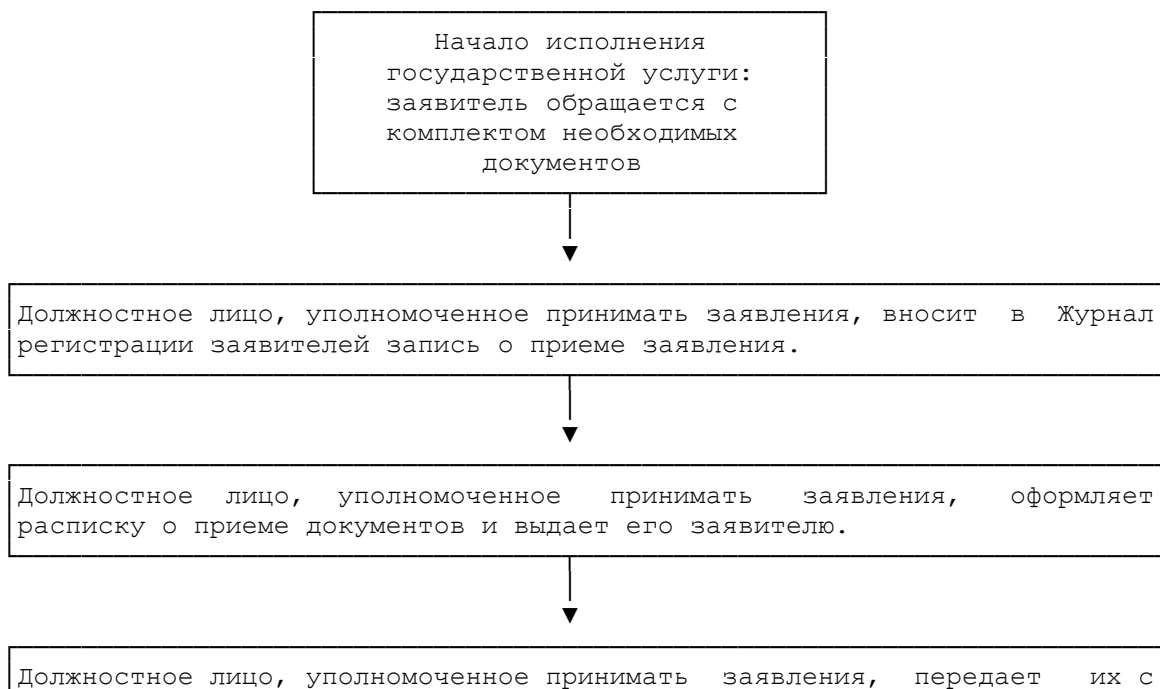 Начало исполнения
государственной услуги:
заявитель обращается с
комплектом необходимых
документов
Должностное лицо, уполномоченное принимать заявления, вносит в Журнал
регистрации заявителей запись о приеме заявления.
Должностное лицо, уполномоченное принимать заявления, оформляет
расписку о приеме документов и выдает его заявителю.
Должностное лицо, уполномоченное принимать заявления, передает их с